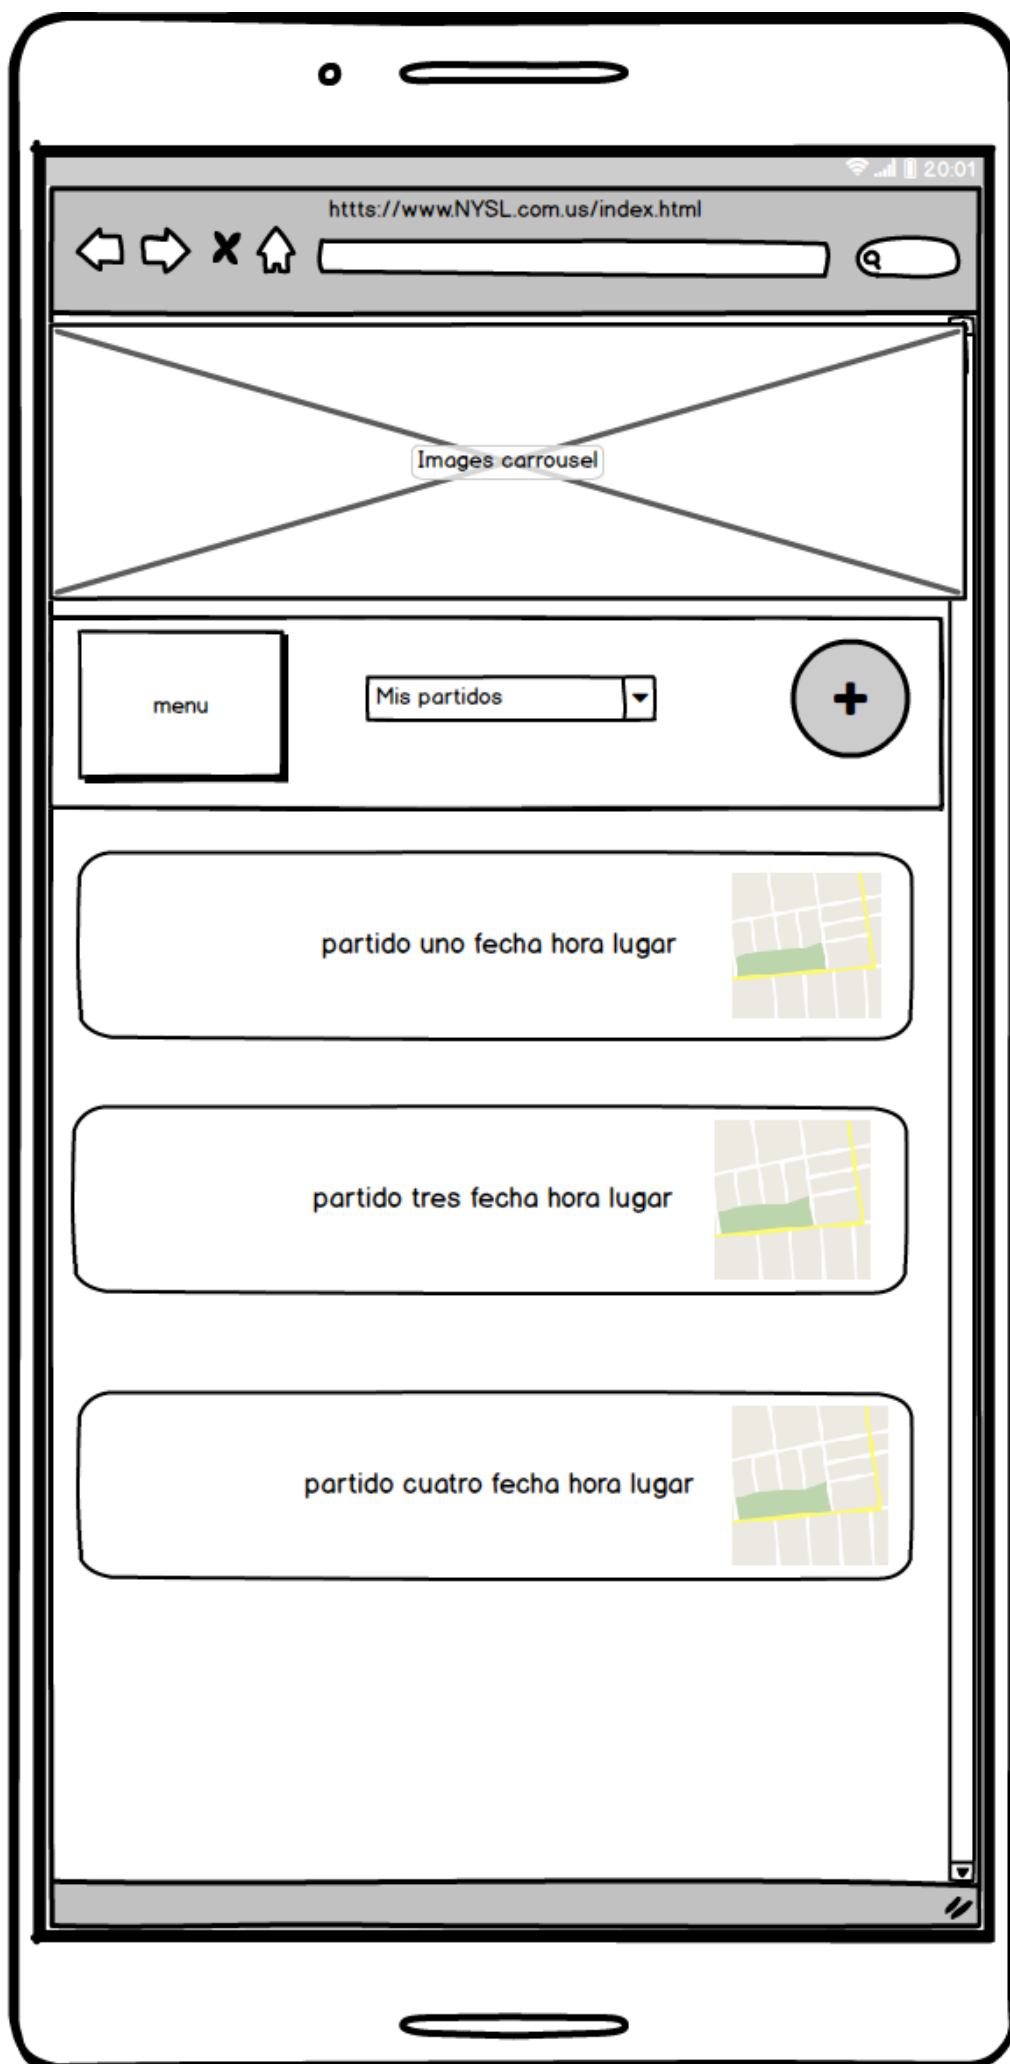 20:01
httts://www.NYSL.com.us/index.html
Images carrousel
menu
Mis partidos
partido uno fecha hora lugar
partido tres fecha hora lugar
partido cuatro fecha hora lugar